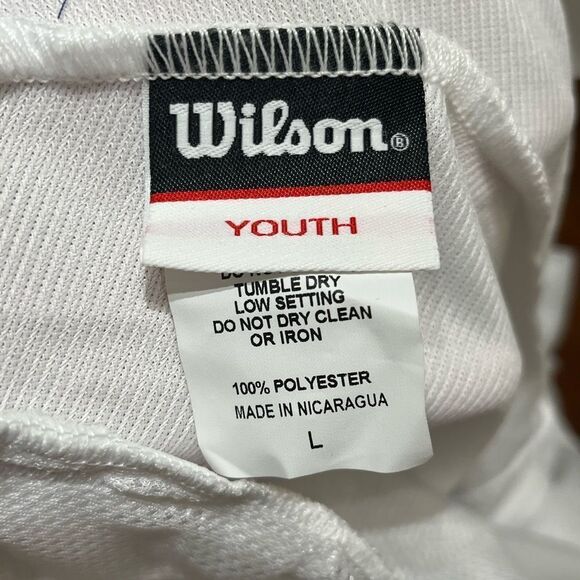 Wilson®
YOUTH
TUMBLE DRY
LOW SETTING
DO NOT DRY CLEAN
OR IRON
100% POLYESTER
MADE IN NICARAGUA
L